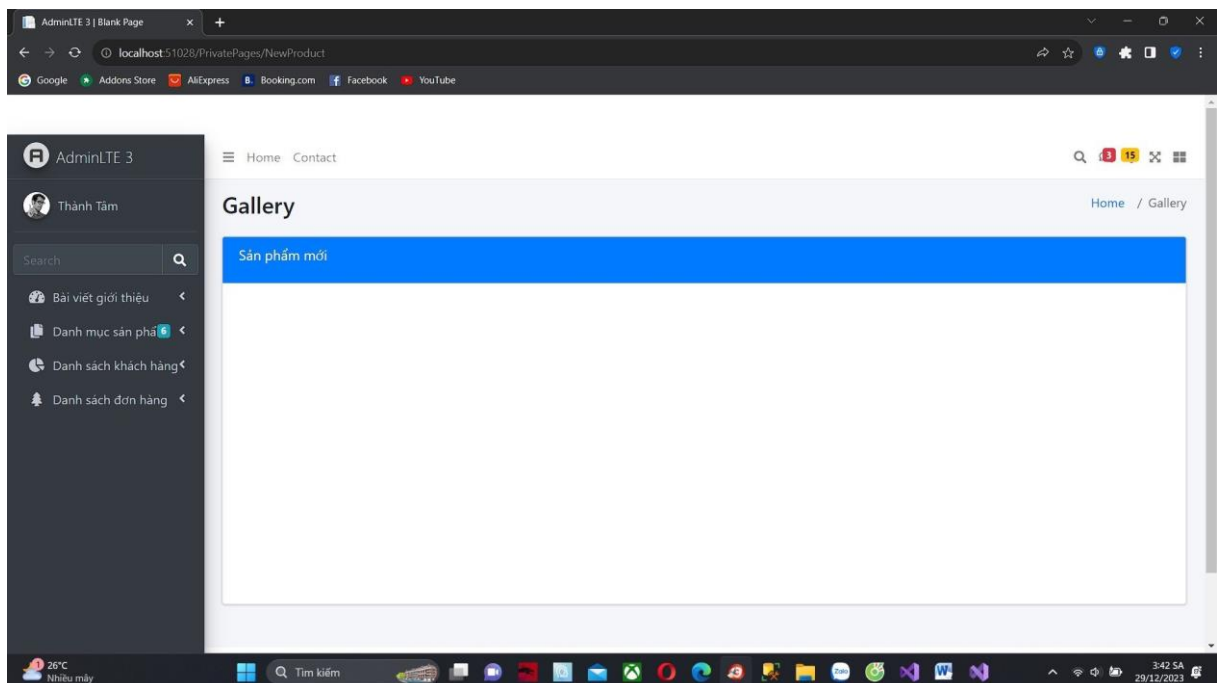 AdminLTE 3 | Blank Page
localhost:51028/PrivatePages/NewProduct
Google Addons Store AliExpress B. Booking.com Facebook YouTube
AdminLTE 3
Home Contact
3 15
Thành Tâm
Gallery
Home / Gallery
Search
Sản phẩm mới
Bài viết giới thiệu
Danh mục sản phẩ 6
Danh sách khách hàng
Danh sách đơn hàng
1 26°C
Nhiều mây
Tìm kiếm
Zalo
3:42 SA
29/12/2023